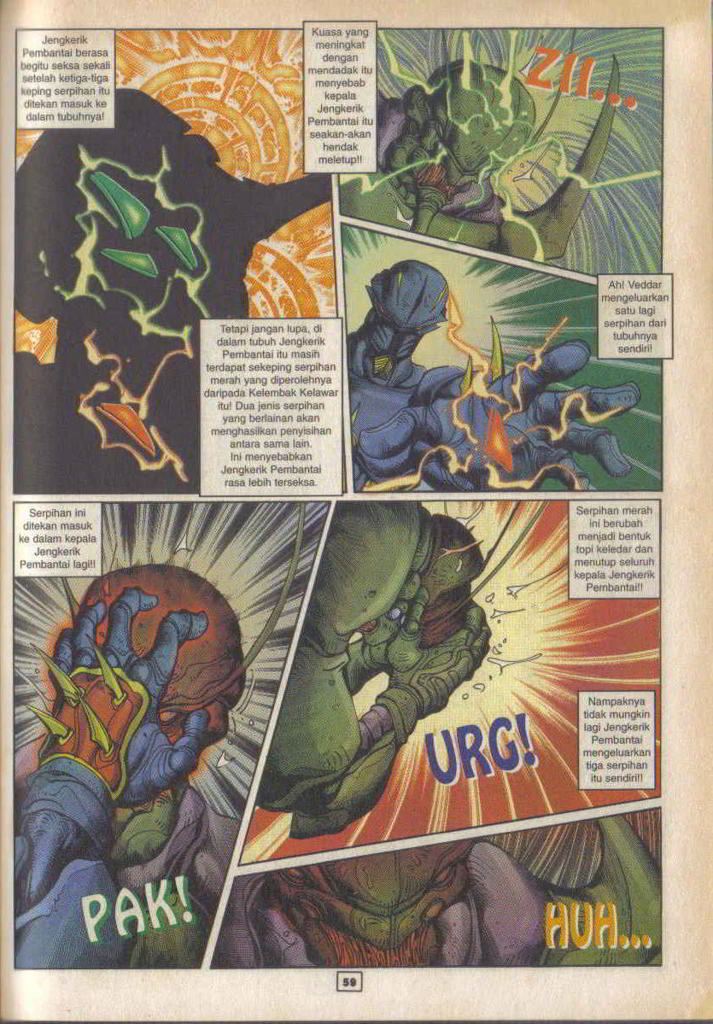 Jengkerik
Pembantai berasa
begitu seksa sekali
setelah ketiga-tiga
keping serpihan itu
ditekan masuk ke
dalam tubuhnya!
Kuasa yang
meningkat
dengan
mendadak itu
menyebab
kepala
Jengkerik
Pembantai itu
seakan-akan
hendak
meletup!!
ZII...
Ah! Veddar
mengeluarkan
satu lagi
serpihan dari
tubuhnya
sendiri!
Tetapi jangan lupa, di
dalam tubuh Jengkerik
Pembantai itu masih
terdapat sekeping serpihan
merah yang diperolehnya
daripada Kelembak Kelawar
itu! Dua jenis serpihan
yang berlainan akan
menghasilkan penyisihan
antara sama lain.
Ini menyebabkan
Jengkerik Pembantai
rasa lebih terseksa.
Serpihan ini
ditekan masuk
ke dalam kepala
Jengkerik
Pembantai lagi!!
PAK!
Serpihan merah
ini berubah
menjadi bentuk
topi keledar dan
menutup seluruh
kepala Jengkerik
Pembantai!!
URG!
Nampaknya
tidak mungkin
lagi Jengkerik
Pembantai
mengeluarkan
tiga serpihan
itu sendiri!!
HUH...
59